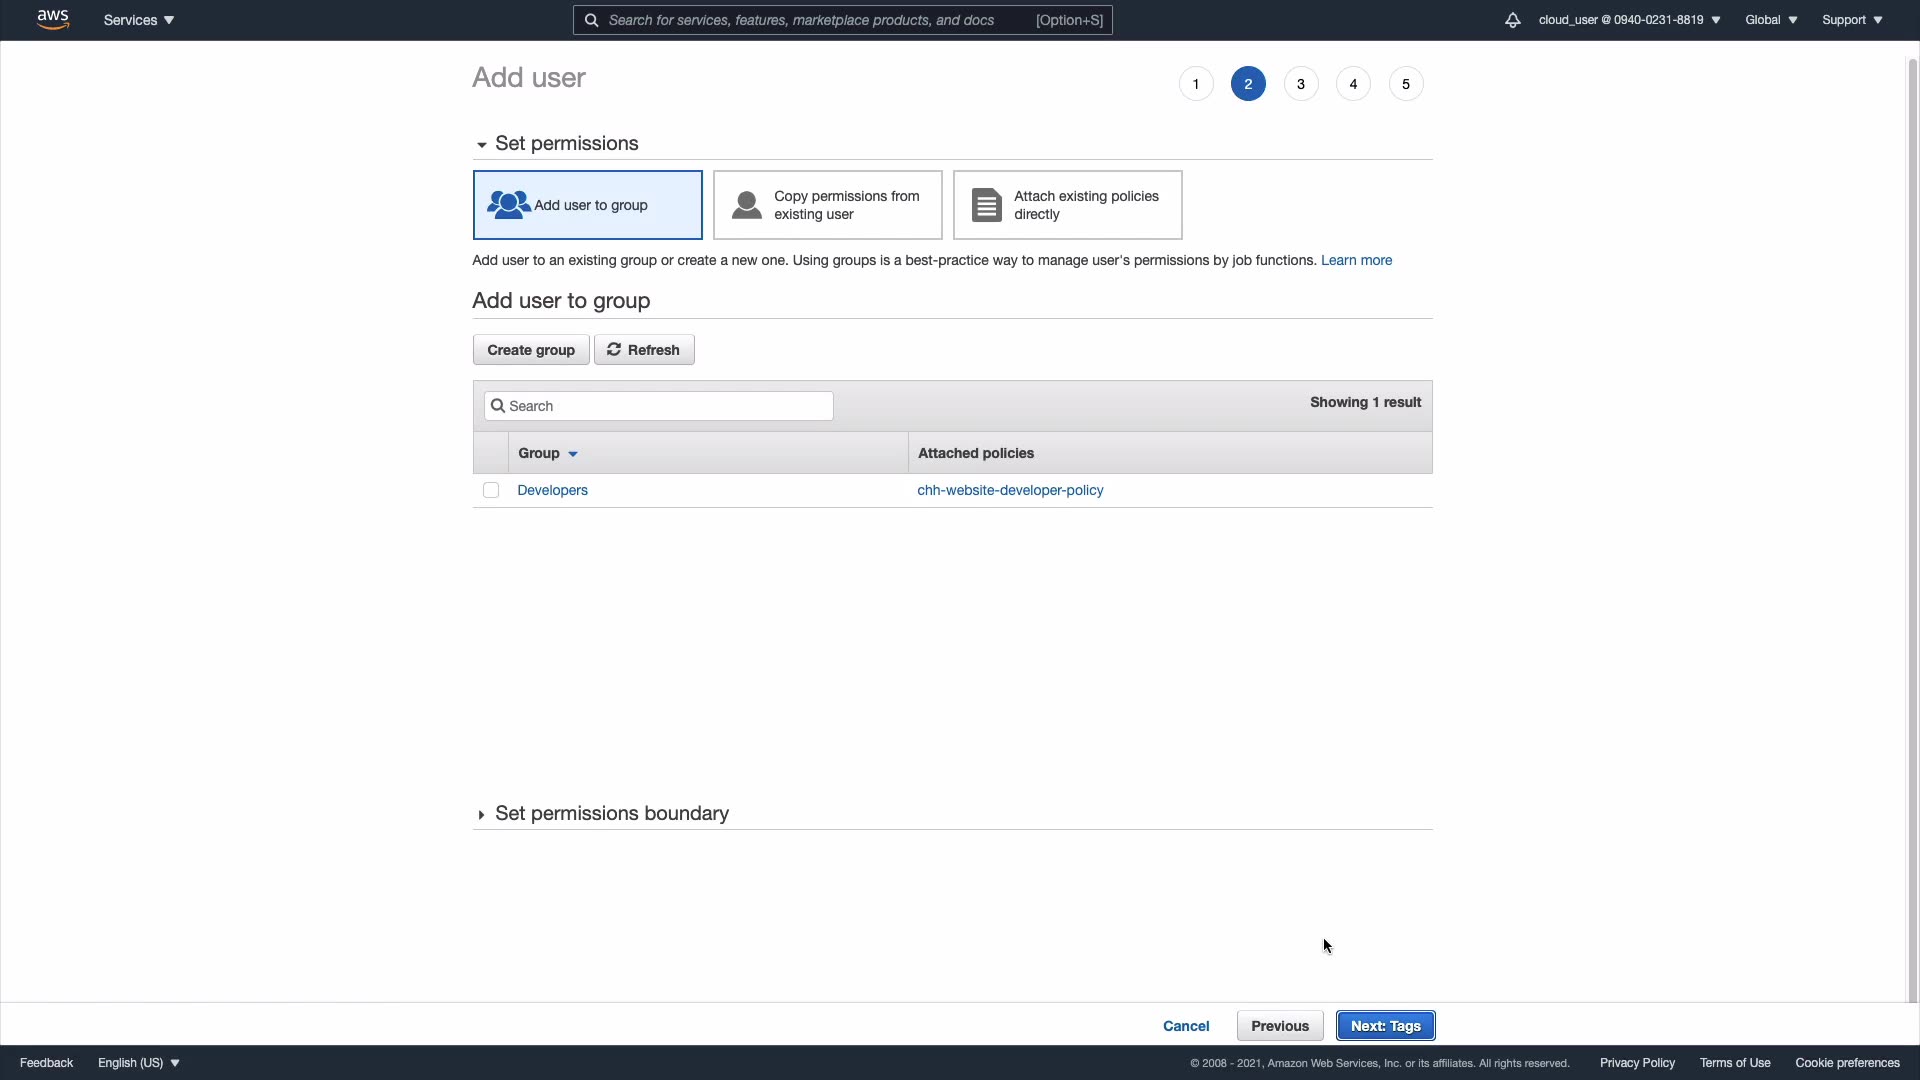 aws
Services
Search for services, features, marketplace products, and docs [Option+S]
cloud_user @ 0940-0231-8819
Global
Support
Add user
1 2 3 4 5
Set permissions
Add user to group
Copy permissions from
existing user
Attach existing policies
directly
Add user to an existing group or create a new one. Using groups is a best-practice way to manage user's permissions by job functions. Learn more
Add user to group
Create group
Refresh
Search
Showing 1 result
Group
Attached policies
Developers
chh-website-developer-policy
Set permissions boundary
Cancel
Previous
Next: Tags
Feedback
English (US)
© 2008 - 2021, Amazon Web Services, Inc. or its affiliates. All rights reserved.
Privacy Policy
Terms of Use
Cookie preferences